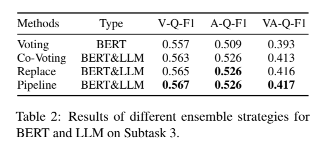 Methods Type V-Q-F1 A-Q-F1 VA-Q-F1
Voting BERT 0.557 0.509 0.393
Co-Voting BERT&LLM 0.563 0.526 0.413
Replace BERT&LLM 0.565 0.526 0.416
Pipeline BERT&LLM 0.567 0.526 0.417
Table 2: Results of different ensemble strategies for
BERT and LLM on Subtask 3.